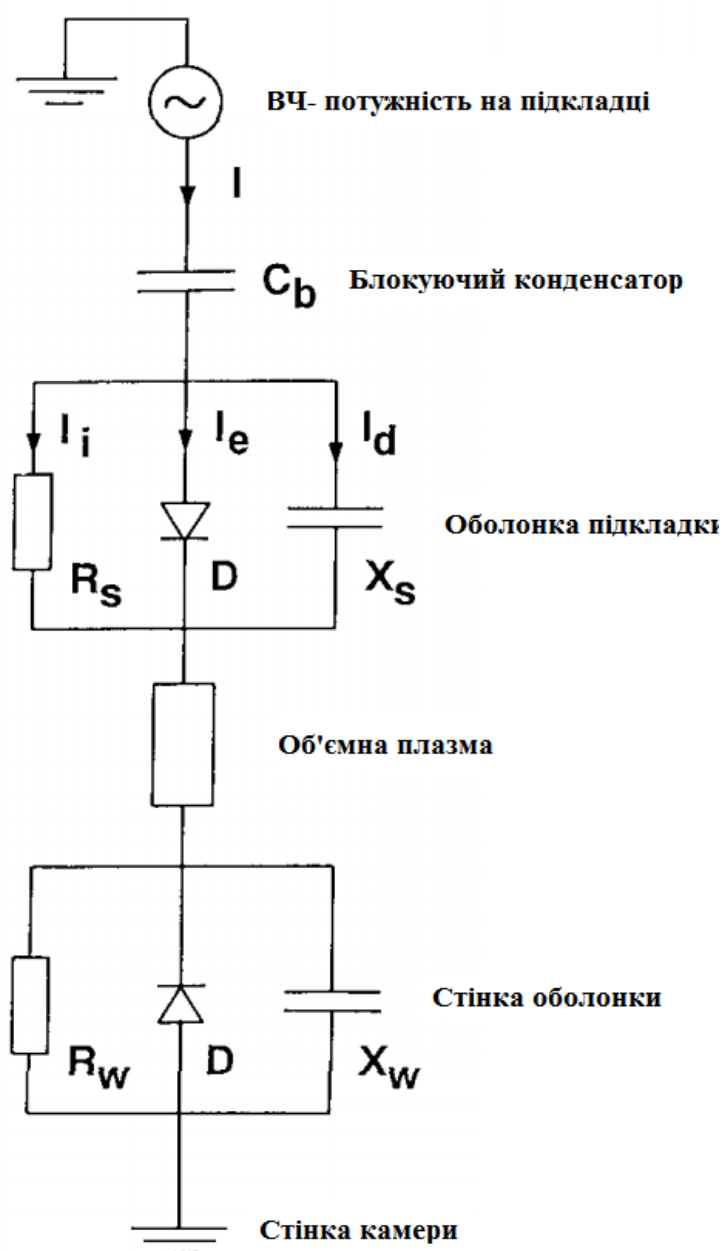 ВЧ- потужність на підкладці
I
C_b Блокуючий конденсатор
I_i I_e I_d
Оболонка підкладки
R_s D X_s
Об'ємна плазма
Стінка оболонки
R_w D X_w
Стінка камери